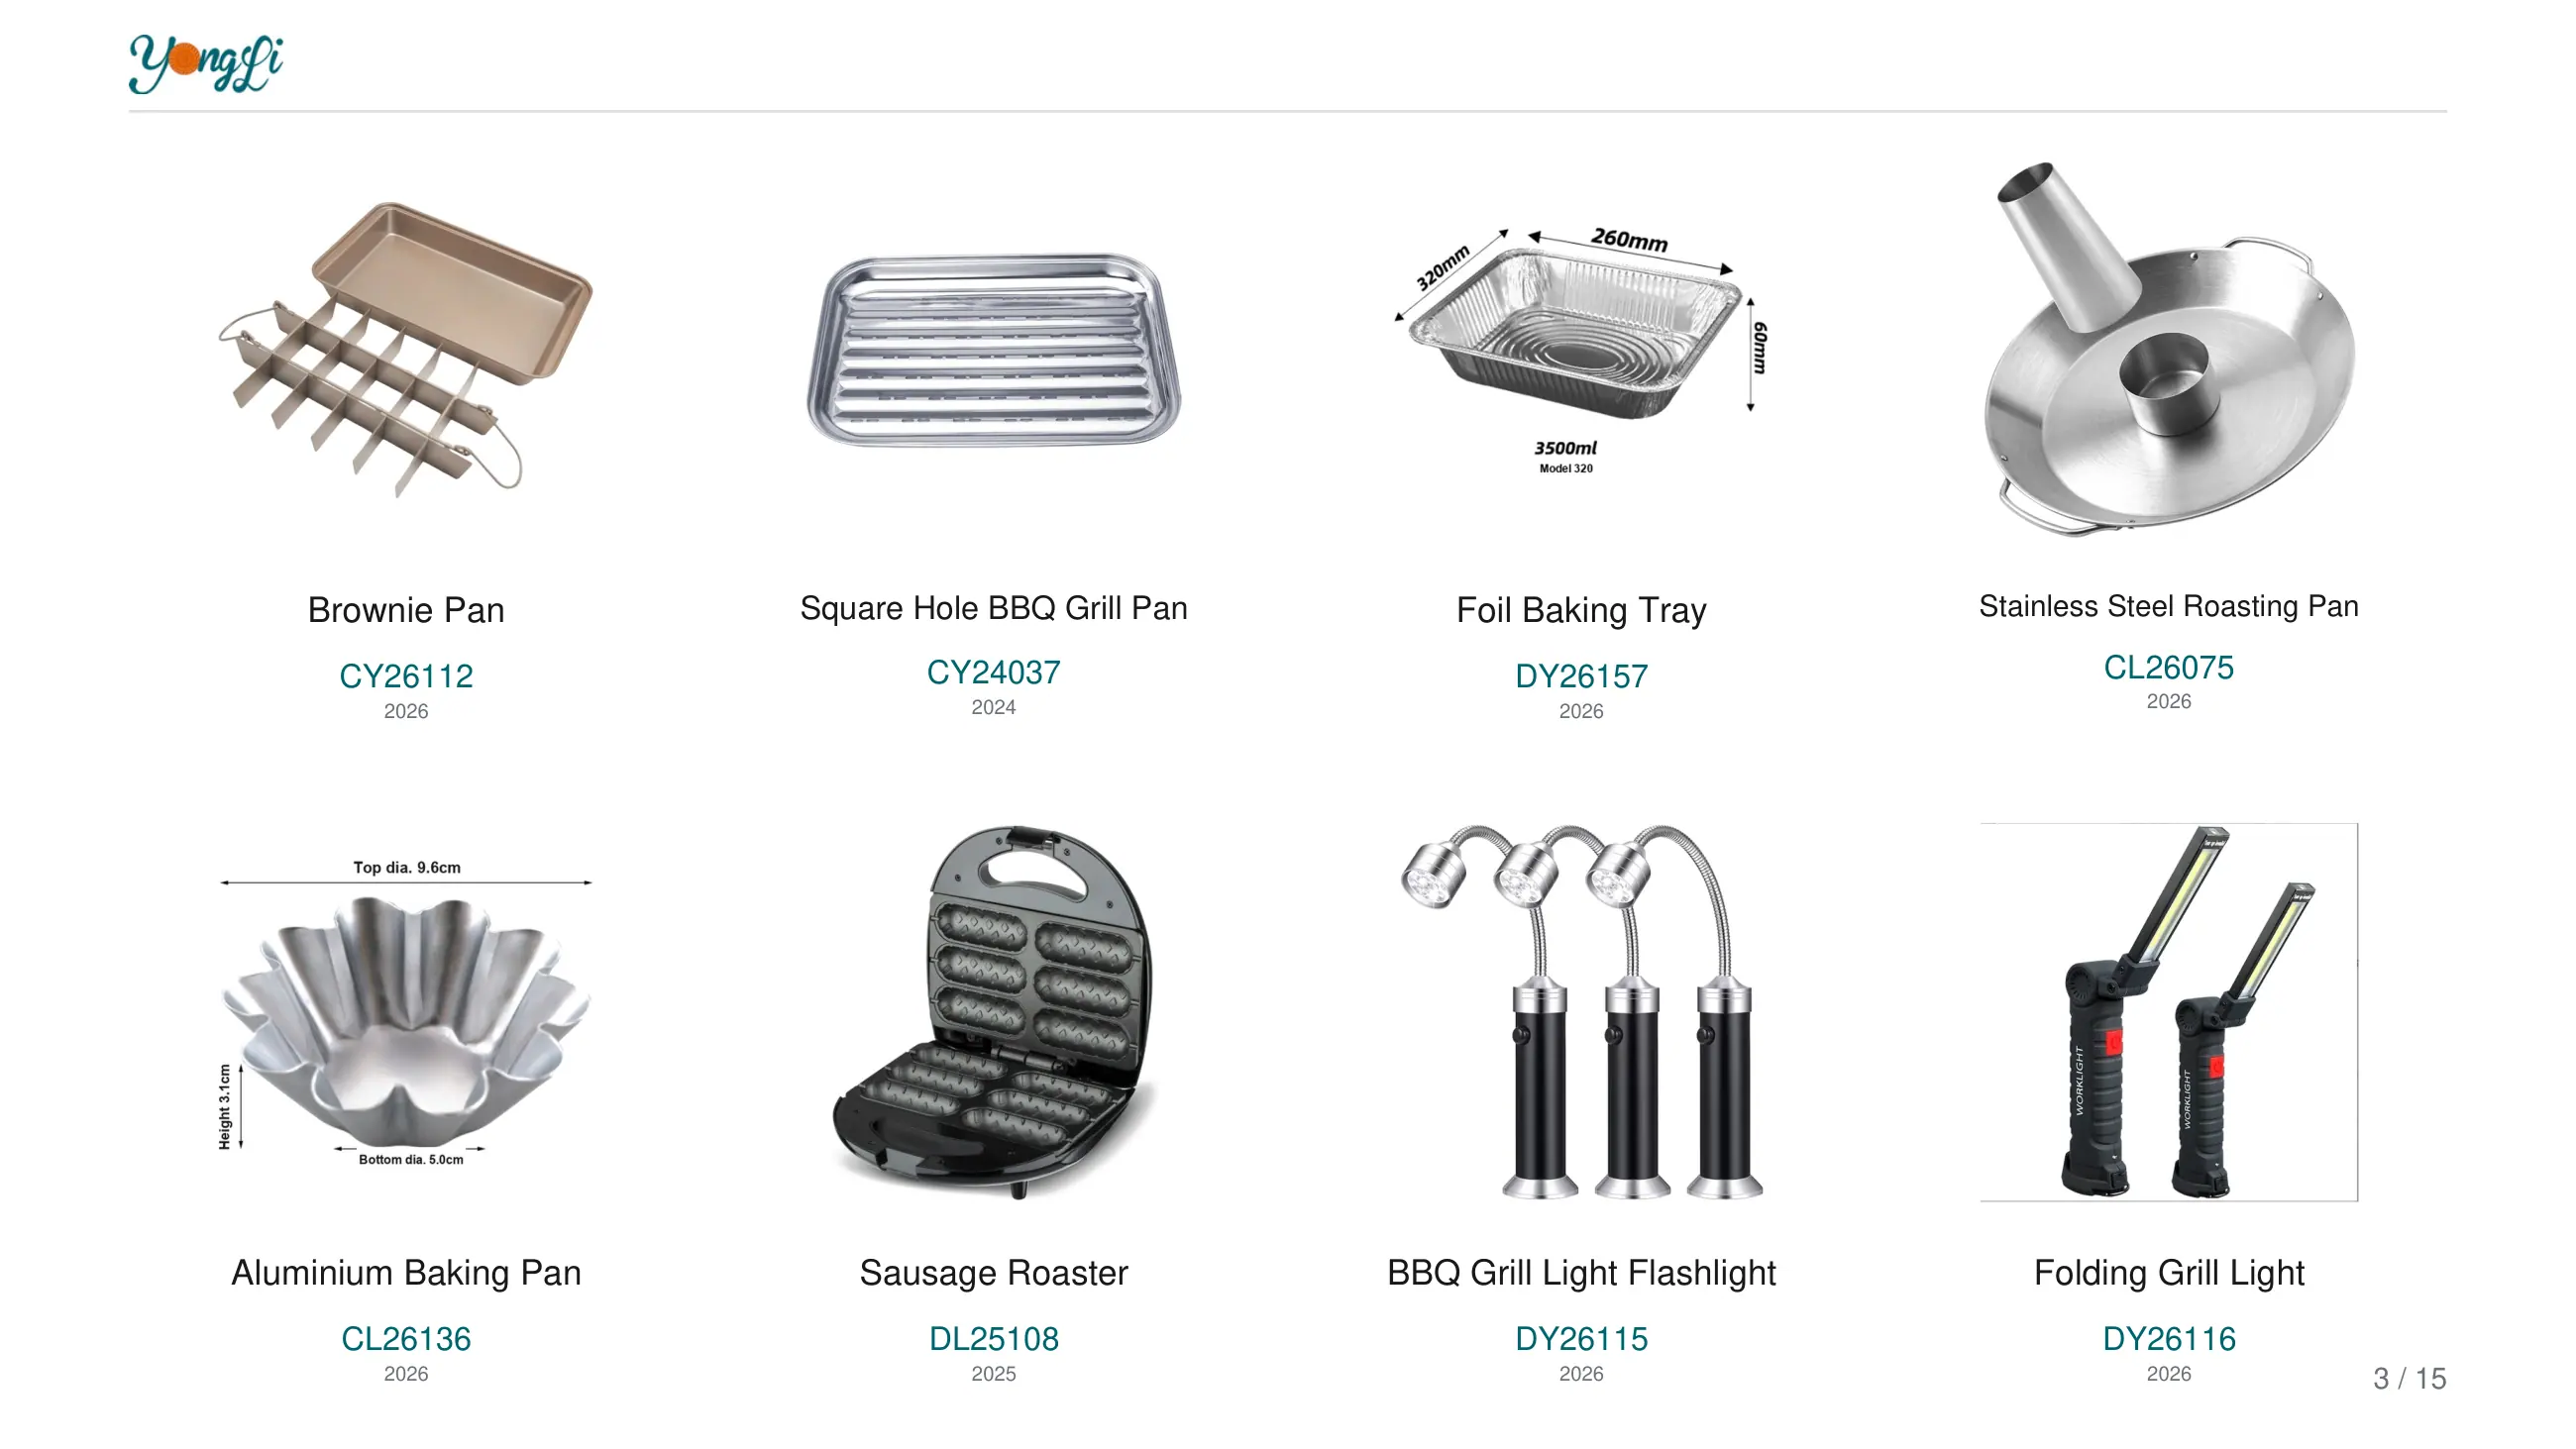 YongLi
260mm
320mm
60mm
3500ml
Model 320
Brownie Pan
CY26112
2026
Square Hole BBQ Grill Pan
CY24037
2024
Foil Baking Tray
DY26157
2026
Stainless Steel Roasting Pan
CL26075
2026
Top dia. 9.6cm
Height 3.1cm
Bottom dia. 5.0cm
WORKLIGHT
WORKLIGHT
Aluminium Baking Pan
CL26136
2026
Sausage Roaster
DL25108
2025
BBQ Grill Light Flashlight
DY26115
2026
Folding Grill Light
DY26116
2026
3 / 15